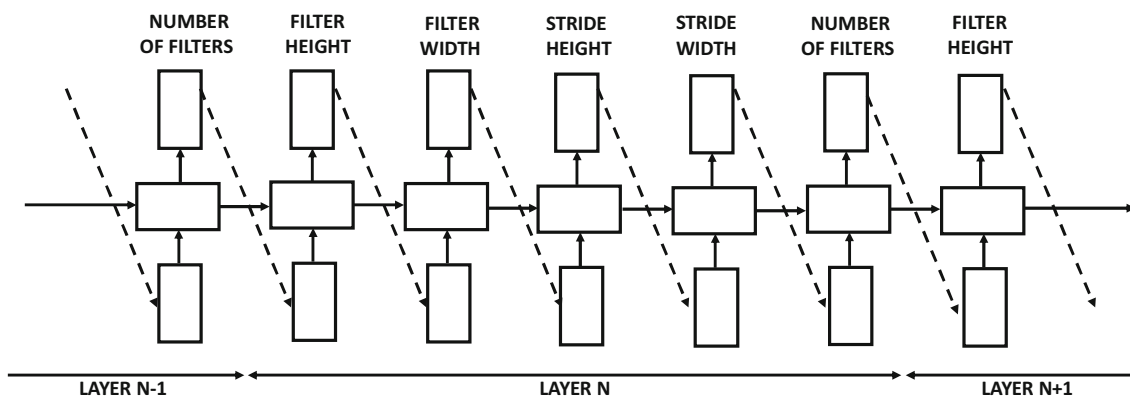 NUMBER
OF FILTERS
FILTER
HEIGHT
FILTER
WIDTH
STRIDE
HEIGHT
STRIDE
WIDTH
NUMBER
OF FILTERS
FILTER
HEIGHT
LAYER N-1
LAYER N
LAYER N+1